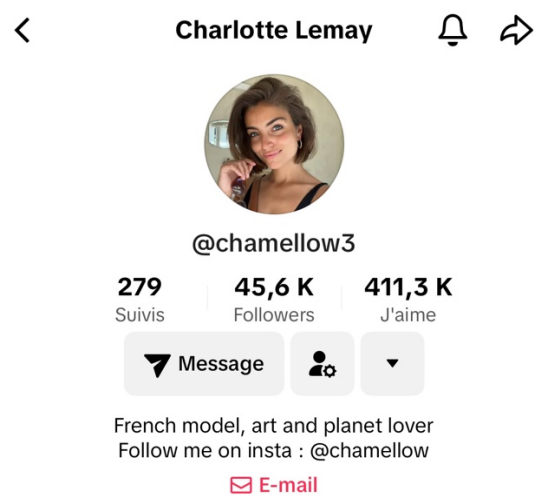 Charlotte Lemay
@chamellow3
279 45,6 K 411,3 K
Suivis Followers J'aime
Message
French model, art and planet lover
Follow me on insta : @chamellow
E-mail